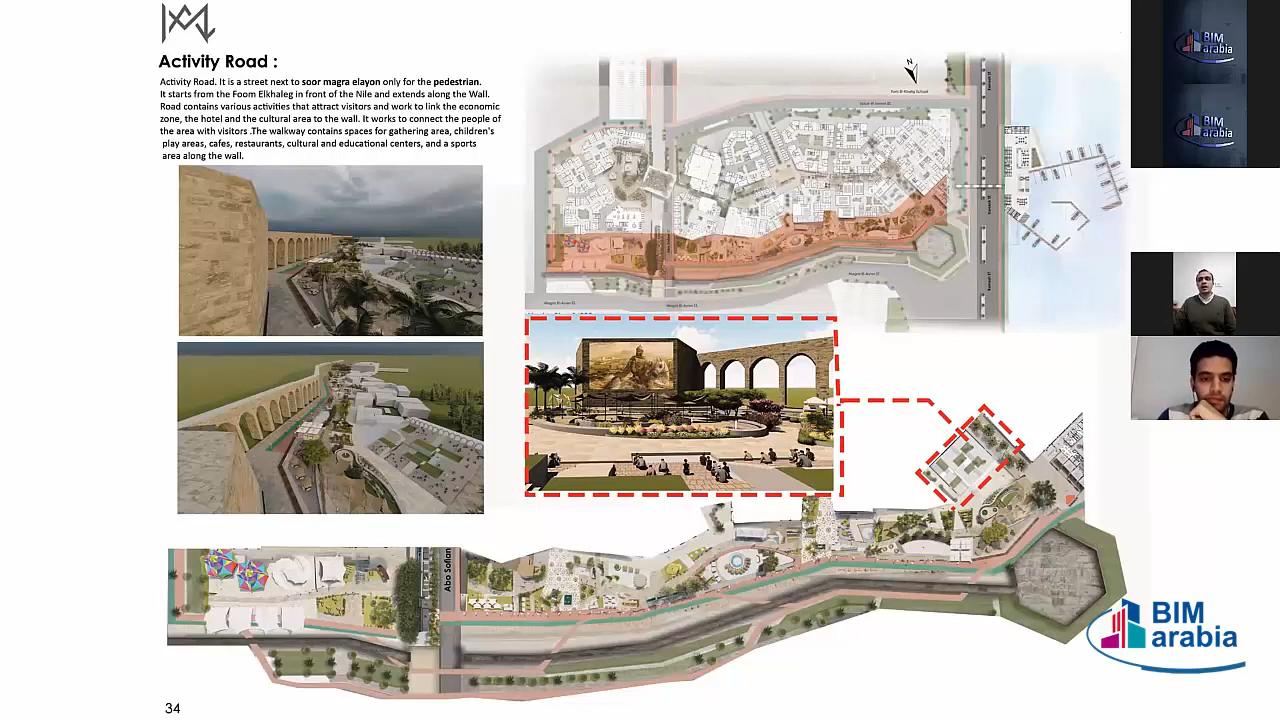 Activity Road :
Activity Road. It is a street next to soor magra elayon only for the pedestrian.
It starts from the Foom Elkhaleg in front of the Nile and extends along the Wall.
Road contains various activities that attract visitors and work to link the economic
zone, the hotel and the cultural area to the wall. It works to connect the people of
the area with visitors .The walkway contains spaces for gathering area, children's
play areas, cafes, restaurants, cultural and educational centers, and a sports
area along the wall.
N
Abo Sofian
BIM
arabia
BIM
arabia
BIM
arabia
34